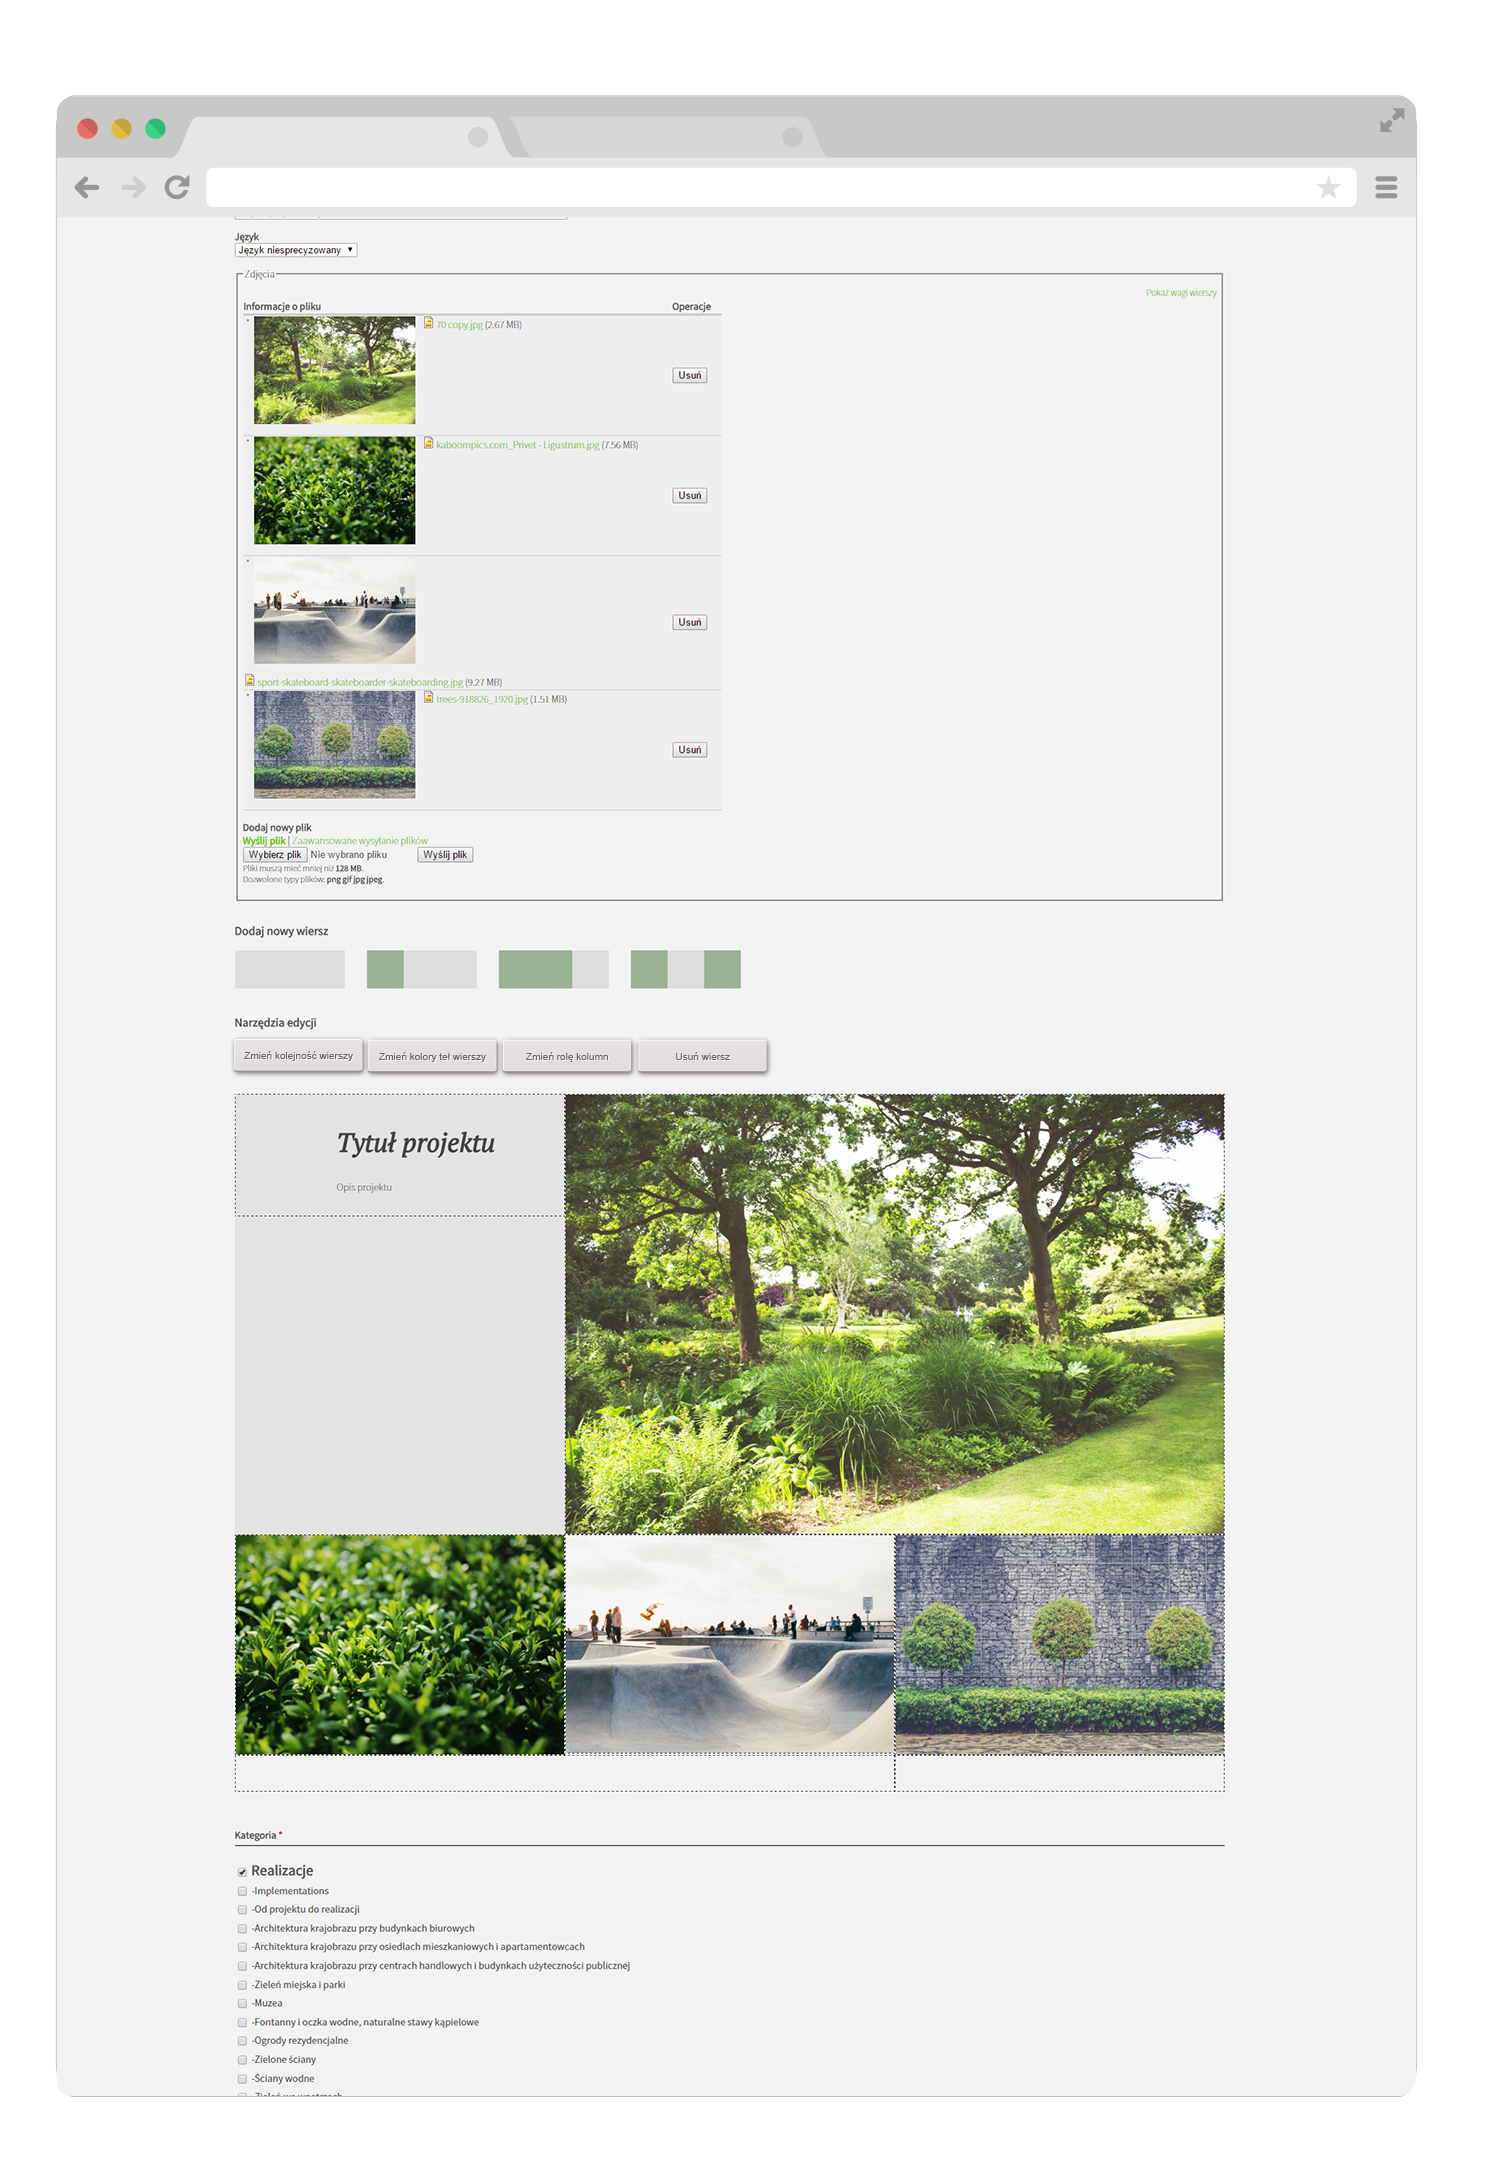 Język
Język niesprecyzowany
Zdjęcia
Pokaż wagi wierszy
Informacje o pliku Operacje
70 copy.jpg (2.67 MB)
Usuń
kaboompics.com_Privet - Ligustrum.jpg (7.56 MB)
Usuń
Usuń
sport-skateboard-skateboarder-skateboarding.jpg (9.27 MB)
trees-918826_1920.jpg (1.51 MB)
Usuń
Dodaj nowy plik
Wyślij plik | Zaawansowane wysyłanie plików
Wybierz plik Nie wybrano pliku Wyślij plik
Pliki muszą mieć mniej niż 128 MB.
Dozwolone typy plików: png gif jpg jpeg.
Dodaj nowy wiersz
Narzędzia edycji
Zmień kolejność wierszy Zmień kolory teł wierszy Zmień rolę kolumn Usuń wiersz
Tytuł projektu
Opis projektu
Kategoria *
Realizacje
-Implementations
-Od projektu do realizacji
-Architektura krajobrazu przy budynkach biurowych
-Architektura krajobrazu przy osiedlach mieszkaniowych i apartamentowcach
-Architektura krajobrazu przy centrach handlowych i budynkach użyteczności publicznej
-Zieleń miejska i parki
-Muzea
-Fontanny i oczka wodne, naturalne stawy kąpielowe
-Ogrody rezydencjalne
-Zielone ściany
-Ściany wodne